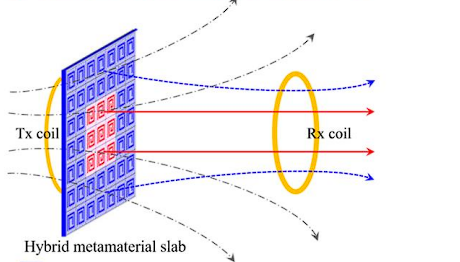 Tx coil
Rx coil
Hybrid metamaterial slab